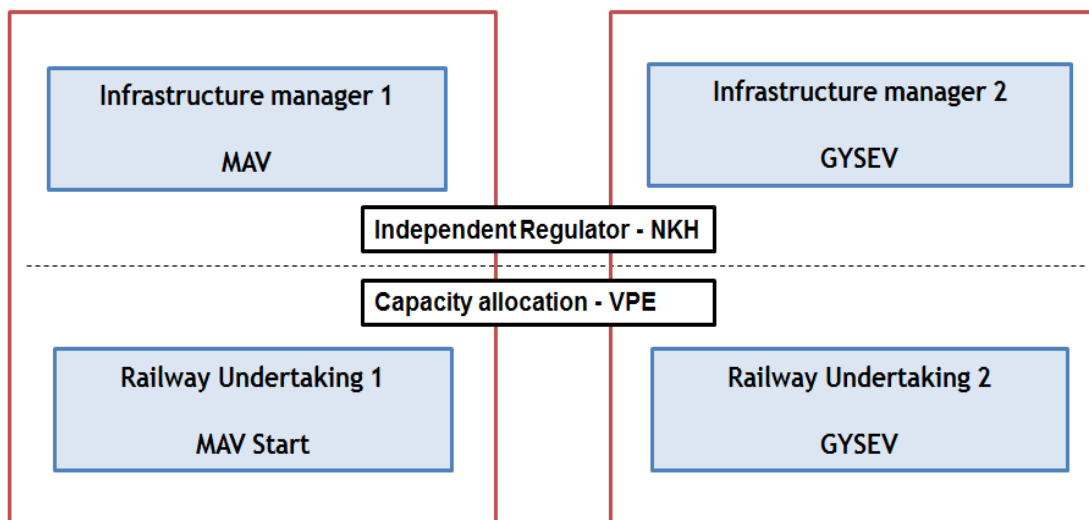 Infrastructure manager 1
MAV
Infrastructure manager 2
GYSEV
Independent Regulator - NKH
Capacity allocation - VPE
Railway Undertaking 1
MAV Start
Railway Undertaking 2
GYSEV